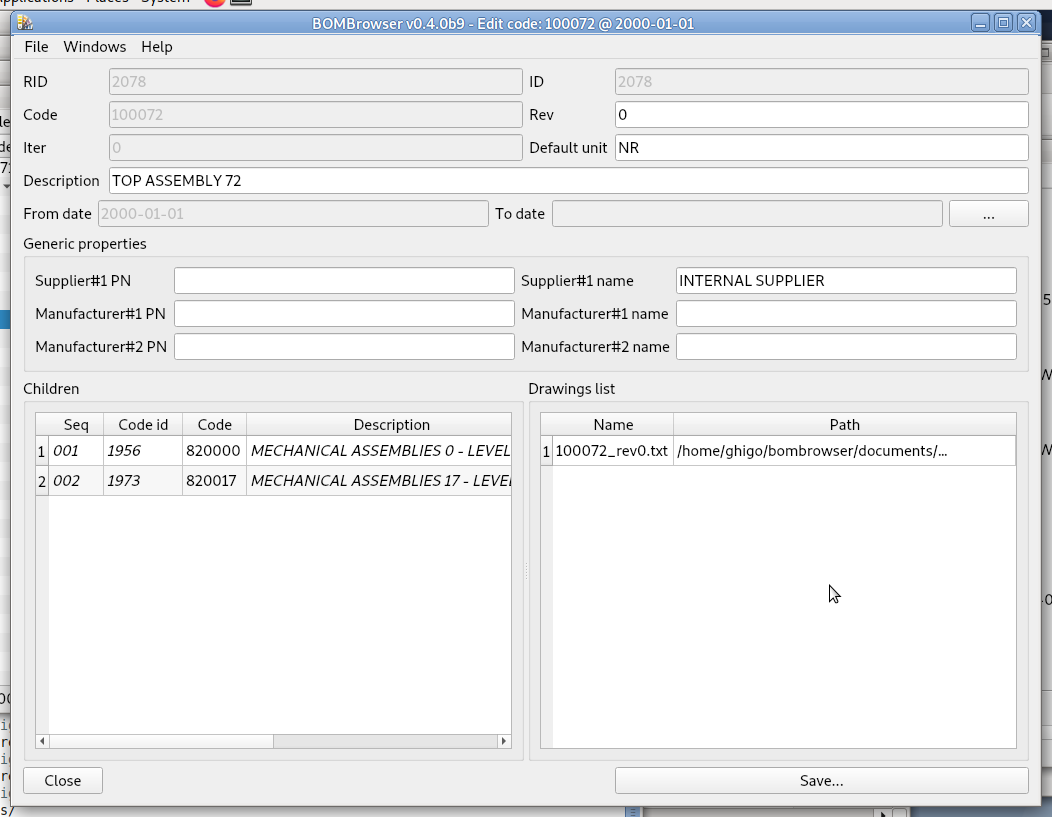 BOMBrowser v0.4.0b9 - Edit code: 100072 @ 2000-01-01
File Windows Help
RID 2078 ID 2078
Code 100072 Rev 0
Iter 0 Default unit NR
Description TOP ASSEMBLY 72
From date 2000-01-01 To date ...
Generic properties
Supplier#1 PN Supplier#1 name INTERNAL SUPPLIER
Manufacturer#1 PN Manufacturer#1 name
Manufacturer#2 PN Manufacturer#2 name
Children Drawings list
Seq Code id Code Description Name Path
1 001 1956 820000 MECHANICAL ASSEMBLIES 0 - LEVEL 1 100072_rev0.txt /home/ghigo/bombrowser/documents/...
2 002 1973 820017 MECHANICAL ASSEMBLIES 17 - LEVEL
Close Save...